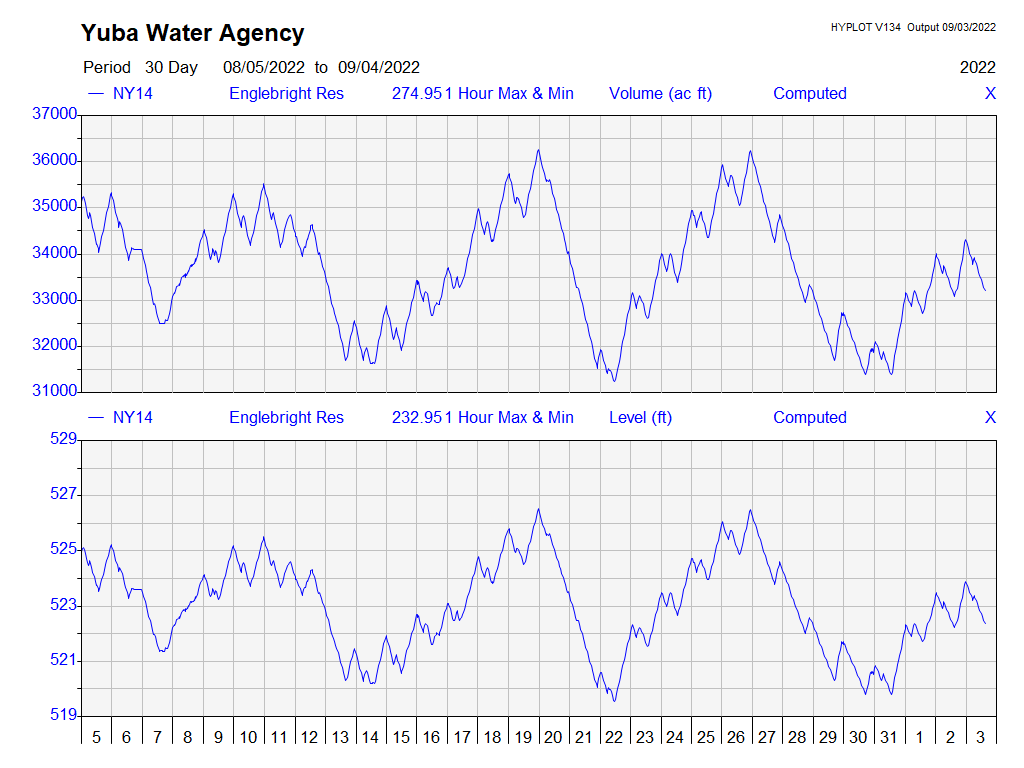 Yuba Water Agency
HYPLOT V134 Output 09/03/2022
Period 30 Day 08/05/2022 to 09/04/2022 2022
NY14 Englebright Res 274.951 Hour Max & Min Volume (ac ft) Computed X
37000
36000
35000
34000
33000
32000
31000
NY14 Englebright Res 232.951 Hour Max & Min Level (ft) Computed X
529
527
525
523
521
519
5 6 7 8 9 10 11 12 13 14 15 16 17 18 19 20 21 22 23 24 25 26 27 28 29 30 31 1 2 3